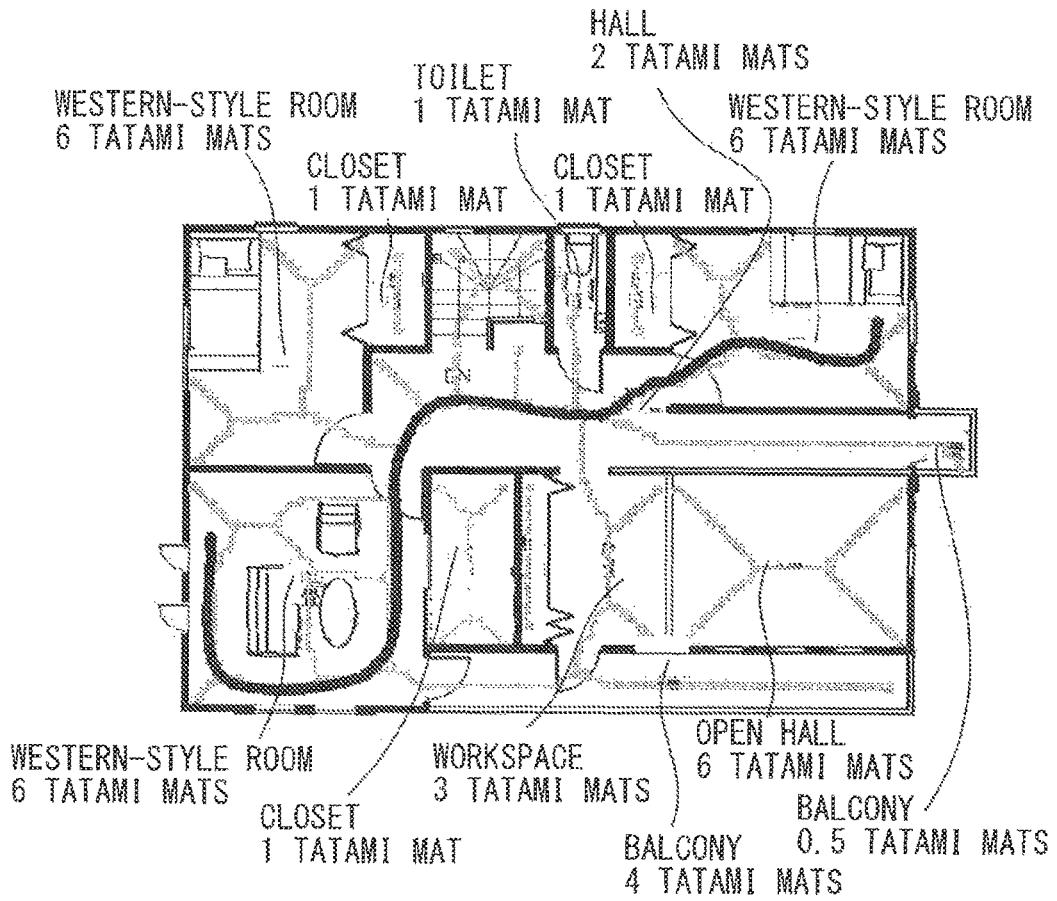 HALL
2 TATAMI MATS
TOILET
1 TATAMI MAT
WESTERN-STYLE ROOM
6 TATAMI MATS
WESTERN-STYLE ROOM
6 TATAMI MATS
CLOSET
1 TATAMI MAT
CLOSET
1 TATAMI MAT
WESTERN-STYLE ROOM
6 TATAMI MATS
CLOSET
1 TATAMI MAT
WORKSPACE
3 TATAMI MATS
OPEN HALL
6 TATAMI MATS
BALCONY
4 TATAMI MATS
BALCONY
0.5 TATAMI MATS